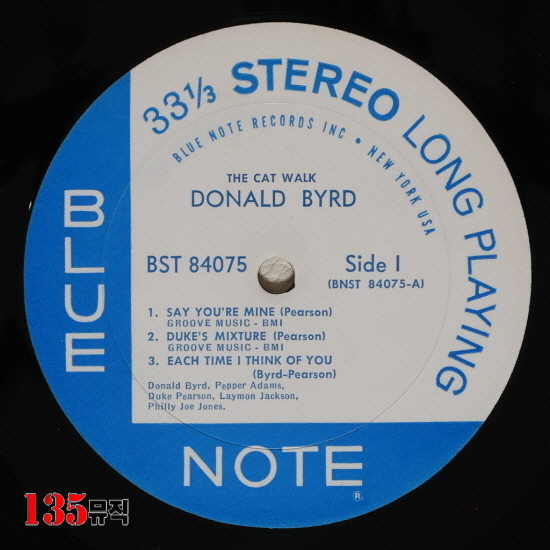 33⅓ STEREO LONG PLAYING
BLUE NOTE RECORDS INC • NEW YORK USA
THE CAT WALK
DONALD BYRD
BST 84075
Side I
(BNST 84075-A)
1. SAY YOU'RE MINE (Pearson)
GROOVE MUSIC - BMI
2. DUKE'S MIXTURE (Pearson)
GROOVE MUSIC - BMI
3. EACH TIME I THINK OF YOU
(Byrd-Pearson)
Donald Byrd, Pepper Adams,
Duke Pearson, Laymon Jackson,
Philly Joe Jones.
BLUE
NOTE
®
135뮤직